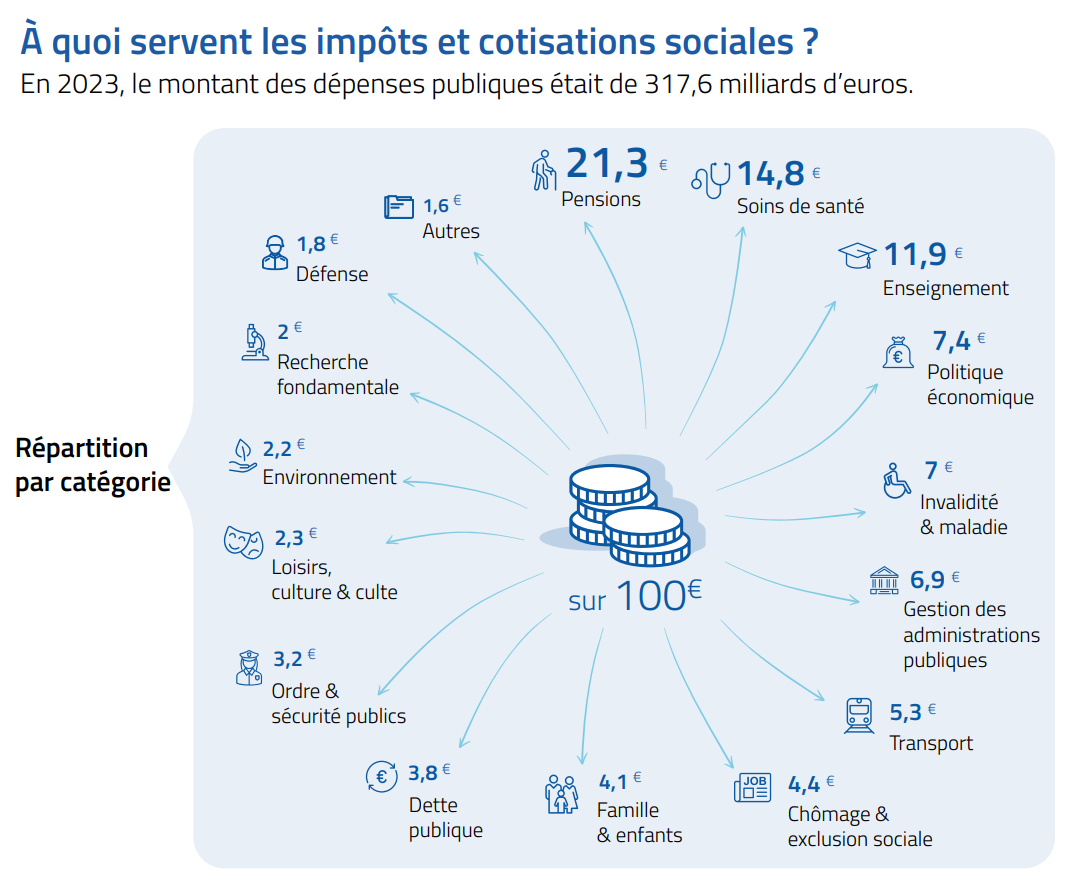 À quoi servent les impôts et cotisations sociales ?
En 2023, le montant des dépenses publiques était de 317,6 milliards d’euros.
Répartition
par catégorie
21,3 €
Pensions
14,8 €
Soins de santé
11,9 €
Enseignement
7,4 €
Politique
économique
7 €
Invalidité
& maladie
6,9 €
Gestion des
administrations
publiques
5,3 €
Transport
JOB
4,4 €
Chômage &
exclusion sociale
4,1 €
Famille
& enfants
€
3,8 €
Dette
publique
3,2 €
Ordre &
sécurité publics
2,3 €
Loisirs,
culture & culte
2,2 €
Environnement
2 €
Recherche
fondamentale
1,8 €
Défense
1,6 €
Autres
€
sur 100€